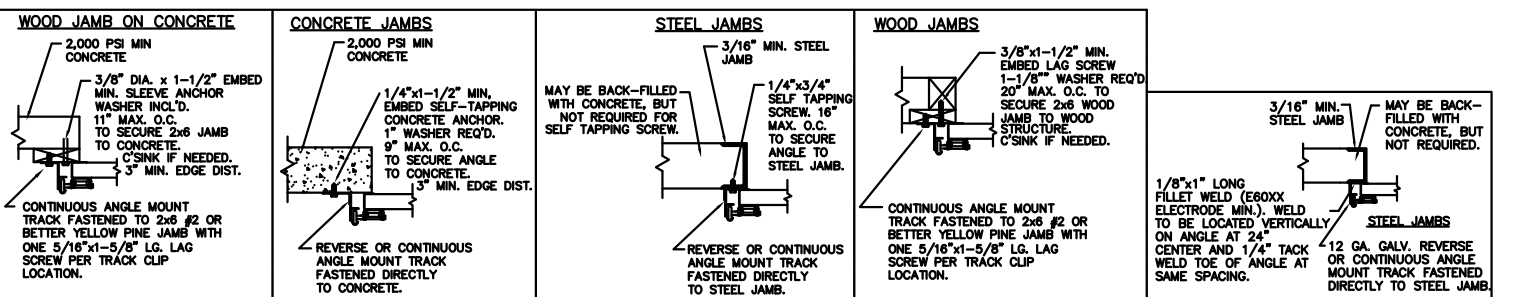 WOOD JAMB ON CONCRETE
2,000 PSI MIN
CONCRETE
3/8" DIA. x 1-1/2" EMBED
MIN. SLEEVE ANCHOR
WASHER INCL'D.
11" MAX. O.C.
TO SECURE 2x6 JAMB
TO CONCRETE.
C'SINK IF NEEDED.
3" MIN. EDGE DIST.
CONTINUOUS ANGLE MOUNT
TRACK FASTENED TO 2x6 #2 OR
BETTER YELLOW PINE JAMB WITH
ONE 5/16"x1-5/8" LG. LAG
SCREW PER TRACK CLIP
LOCATION.
CONCRETE JAMBS
2,000 PSI MIN
CONCRETE
1/4"x1-1/2" MIN,
EMBED SELF-TAPPING
CONCRETE ANCHOR.
1" WASHER REQ'D.
9" MAX. O.C.
TO SECURE ANGLE
TO CONCRETE.
3" MIN. EDGE DIST.
REVERSE OR CONTINUOUS
ANGLE MOUNT TRACK
FASTENED DIRECTLY
TO CONCRETE.
STEEL JAMBS
3/16" MIN. STEEL
JAMB
MAY BE BACK-FILLED
WITH CONCRETE, BUT
NOT REQUIRED FOR
SELF TAPPING SCREW.
1/4"x3/4"
SELF TAPPING
SCREW. 16"
MAX. O.C.
TO SECURE
ANGLE TO
STEEL JAMB.
REVERSE OR CONTINUOUS
ANGLE MOUNT TRACK
FASTENED DIRECTLY
TO STEEL JAMB.
WOOD JAMBS
3/8"x1-1/2" MIN.
EMBED LAG SCREW
1-1/8"" WASHER REQ'D
20" MAX. O.C. TO
SECURE 2x6 WOOD
JAMB TO WOOD
STRUCTURE.
C'SINK IF NEEDED.
CONTINUOUS ANGLE MOUNT
TRACK FASTENED TO 2x6 #2 OR
BETTER YELLOW PINE JAMB WITH
ONE 5/16"x1-5/8" LG. LAG
SCREW PER TRACK CLIP
LOCATION.
3/16" MIN.
STEEL JAMB
MAY BE BACK-
FILLED WITH
CONCRETE, BUT
NOT REQUIRED.
1/8"x1" LONG
FILLET WELD (E60XX
ELECTRODE MIN.). WELD
TO BE LOCATED VERTICALLY
ON ANGLE AT 24"
CENTER AND 1/4" TACK
WELD TOE OF ANGLE AT
SAME SPACING.
STEEL JAMBS
12 GA. GALV. REVERSE
OR CONTINUOUS ANGLE
MOUNT TRACK FASTENED
DIRECTLY TO STEEL JAMB.